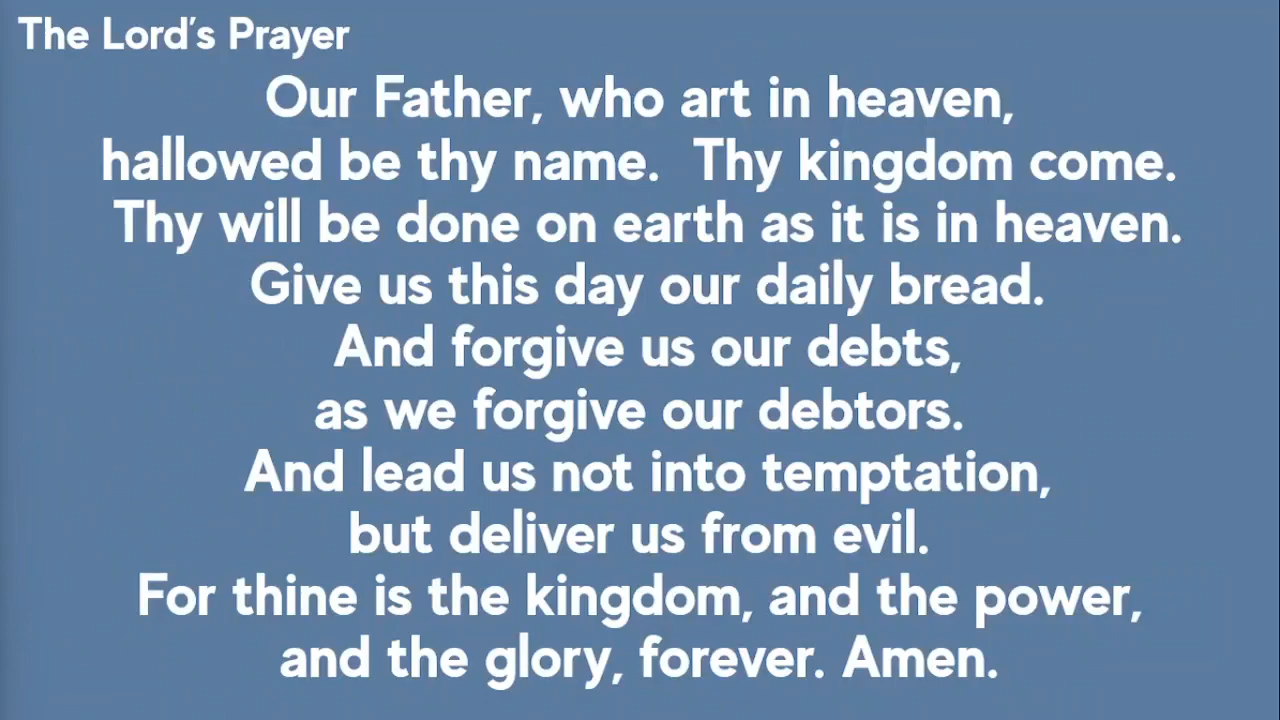 The Lord's Prayer
Our Father, who art in heaven,
hallowed be thy name.  Thy kingdom come.
Thy will be done on earth as it is in heaven.
Give us this day our daily bread.
And forgive us our debts,
as we forgive our debtors.
And lead us not into temptation,
but deliver us from evil.
For thine is the kingdom, and the power,
and the glory, forever. Amen.